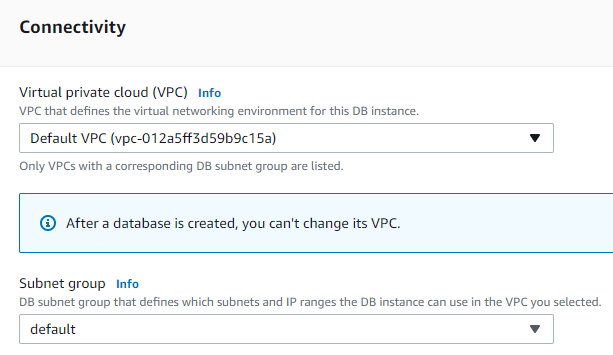 Connectivity
Virtual private cloud (VPC) Info
VPC that defines the virtual networking environment for this DB instance.
Default VPC (vpc-012a5ff3d59b9c15a)
Only VPCs with a corresponding DB subnet group are listed.
After a database is created, you can't change its VPC.
Subnet group Info
DB subnet group that defines which subnets and IP ranges the DB instance can use in the VPC you selected.
default